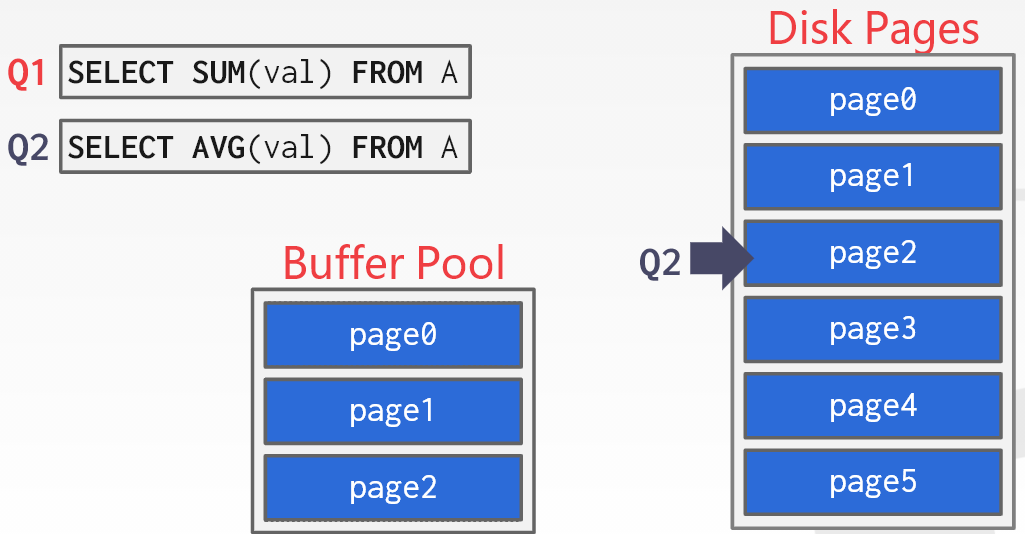 Disk Pages
Q1 SELECT SUM(val) FROM A
Q2 SELECT AVG(val) FROM A
Buffer Pool
page0
page1
page2
Q2
page0
page1
page2
page3
page4
page5